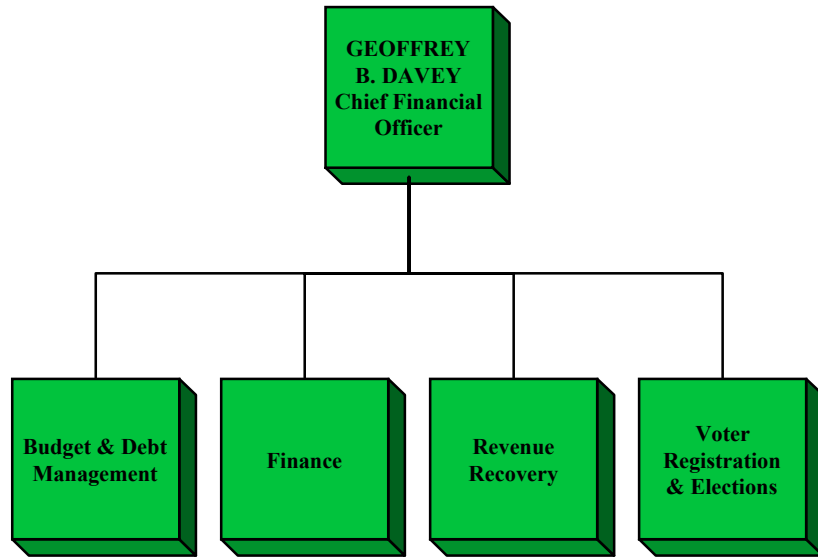 GEOFFREY
B. DAVEY
Chief Financial
Officer
Budget & Debt
Management
Finance
Revenue
Recovery
Voter
Registration
& Elections